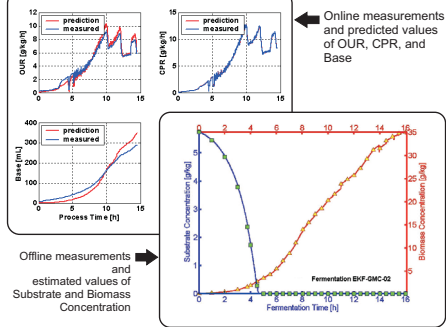 prediction
measured
OUR [g/kg/h]
12
10
8
6
4
2
0
0 5 10 15
prediction
measured
CPR [g/kg/h]
12
10
8
6
4
2
0
0 5 10 15
Online measurements
and predicted values
of OUR, CPR, and
Base
prediction
measured
Base [mL]
400
300
200
100
0
0 5 10 15
Process Time [h]
0 2 4 6 8 10 12 14 16
Substrate Concentration [g/kg]
5
4
3
2
1
0
Biomass Concentration [g/kg]
35
30
25
20
15
10
5
Fermentation EKF-GMC-02
0 2 4 6 8 10 12 14 16
Fermentation Time [h]
Offline measurements
and
estimated values of
Substrate and Biomass
Concentration